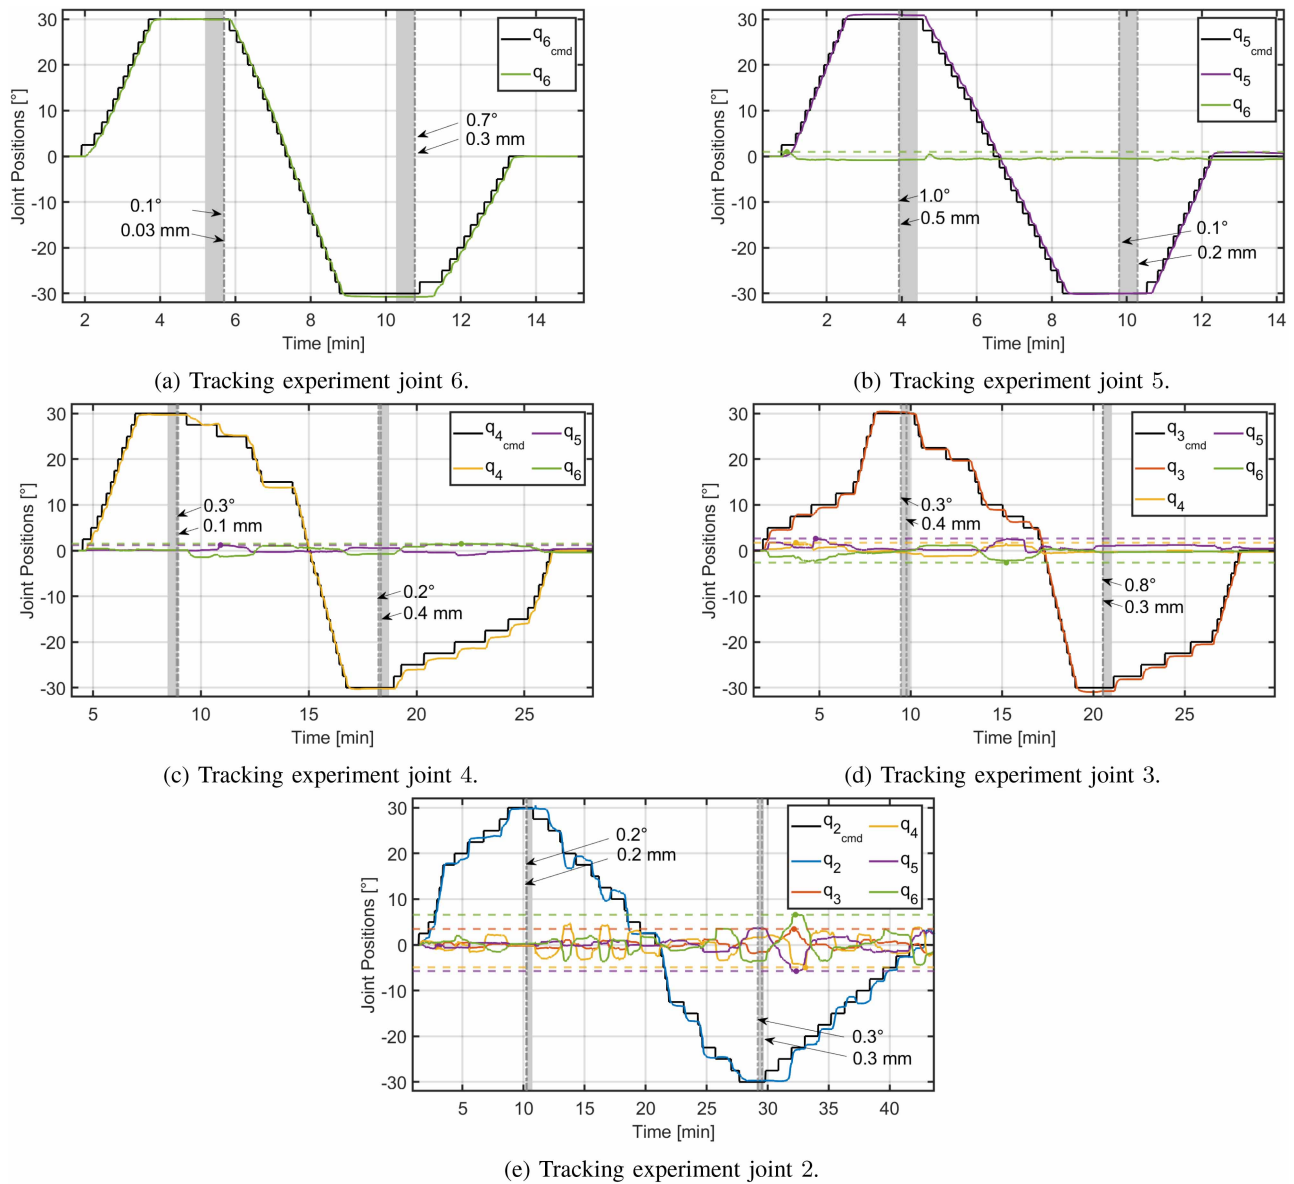 30
20
10
0
-10
-20
-30
Joint Positions [°]
2
4
6
8
10
12
14
Time [min]
q6cmd
q6
0.7°
0.3 mm
0.1°
0.03 mm
(a) Tracking experiment joint 6.
30
20
10
0
-10
-20
-30
Joint Positions [°]
2
4
6
8
10
12
14
Time [min]
q5cmd
q5
q6
1.0°
0.5 mm
0.1°
0.2 mm
(b) Tracking experiment joint 5.
30
20
10
0
-10
-20
-30
Joint Positions [°]
5
10
15
20
25
Time [min]
q4cmd
q4
q5
q6
0.3°
0.1 mm
0.2°
0.4 mm
(c) Tracking experiment joint 4.
30
20
10
0
-10
-20
-30
Joint Positions [°]
5
10
15
20
25
Time [min]
q3cmd
q3
q4
q5
q6
0.3°
0.4 mm
0.8°
0.3 mm
(d) Tracking experiment joint 3.
30
20
10
0
-10
-20
-30
Joint Positions [°]
5
10
15
20
25
30
35
40
Time [min]
q2cmd
q2
q3
q4
q5
q6
0.2°
0.2 mm
0.3°
0.3 mm
(e) Tracking experiment joint 2.